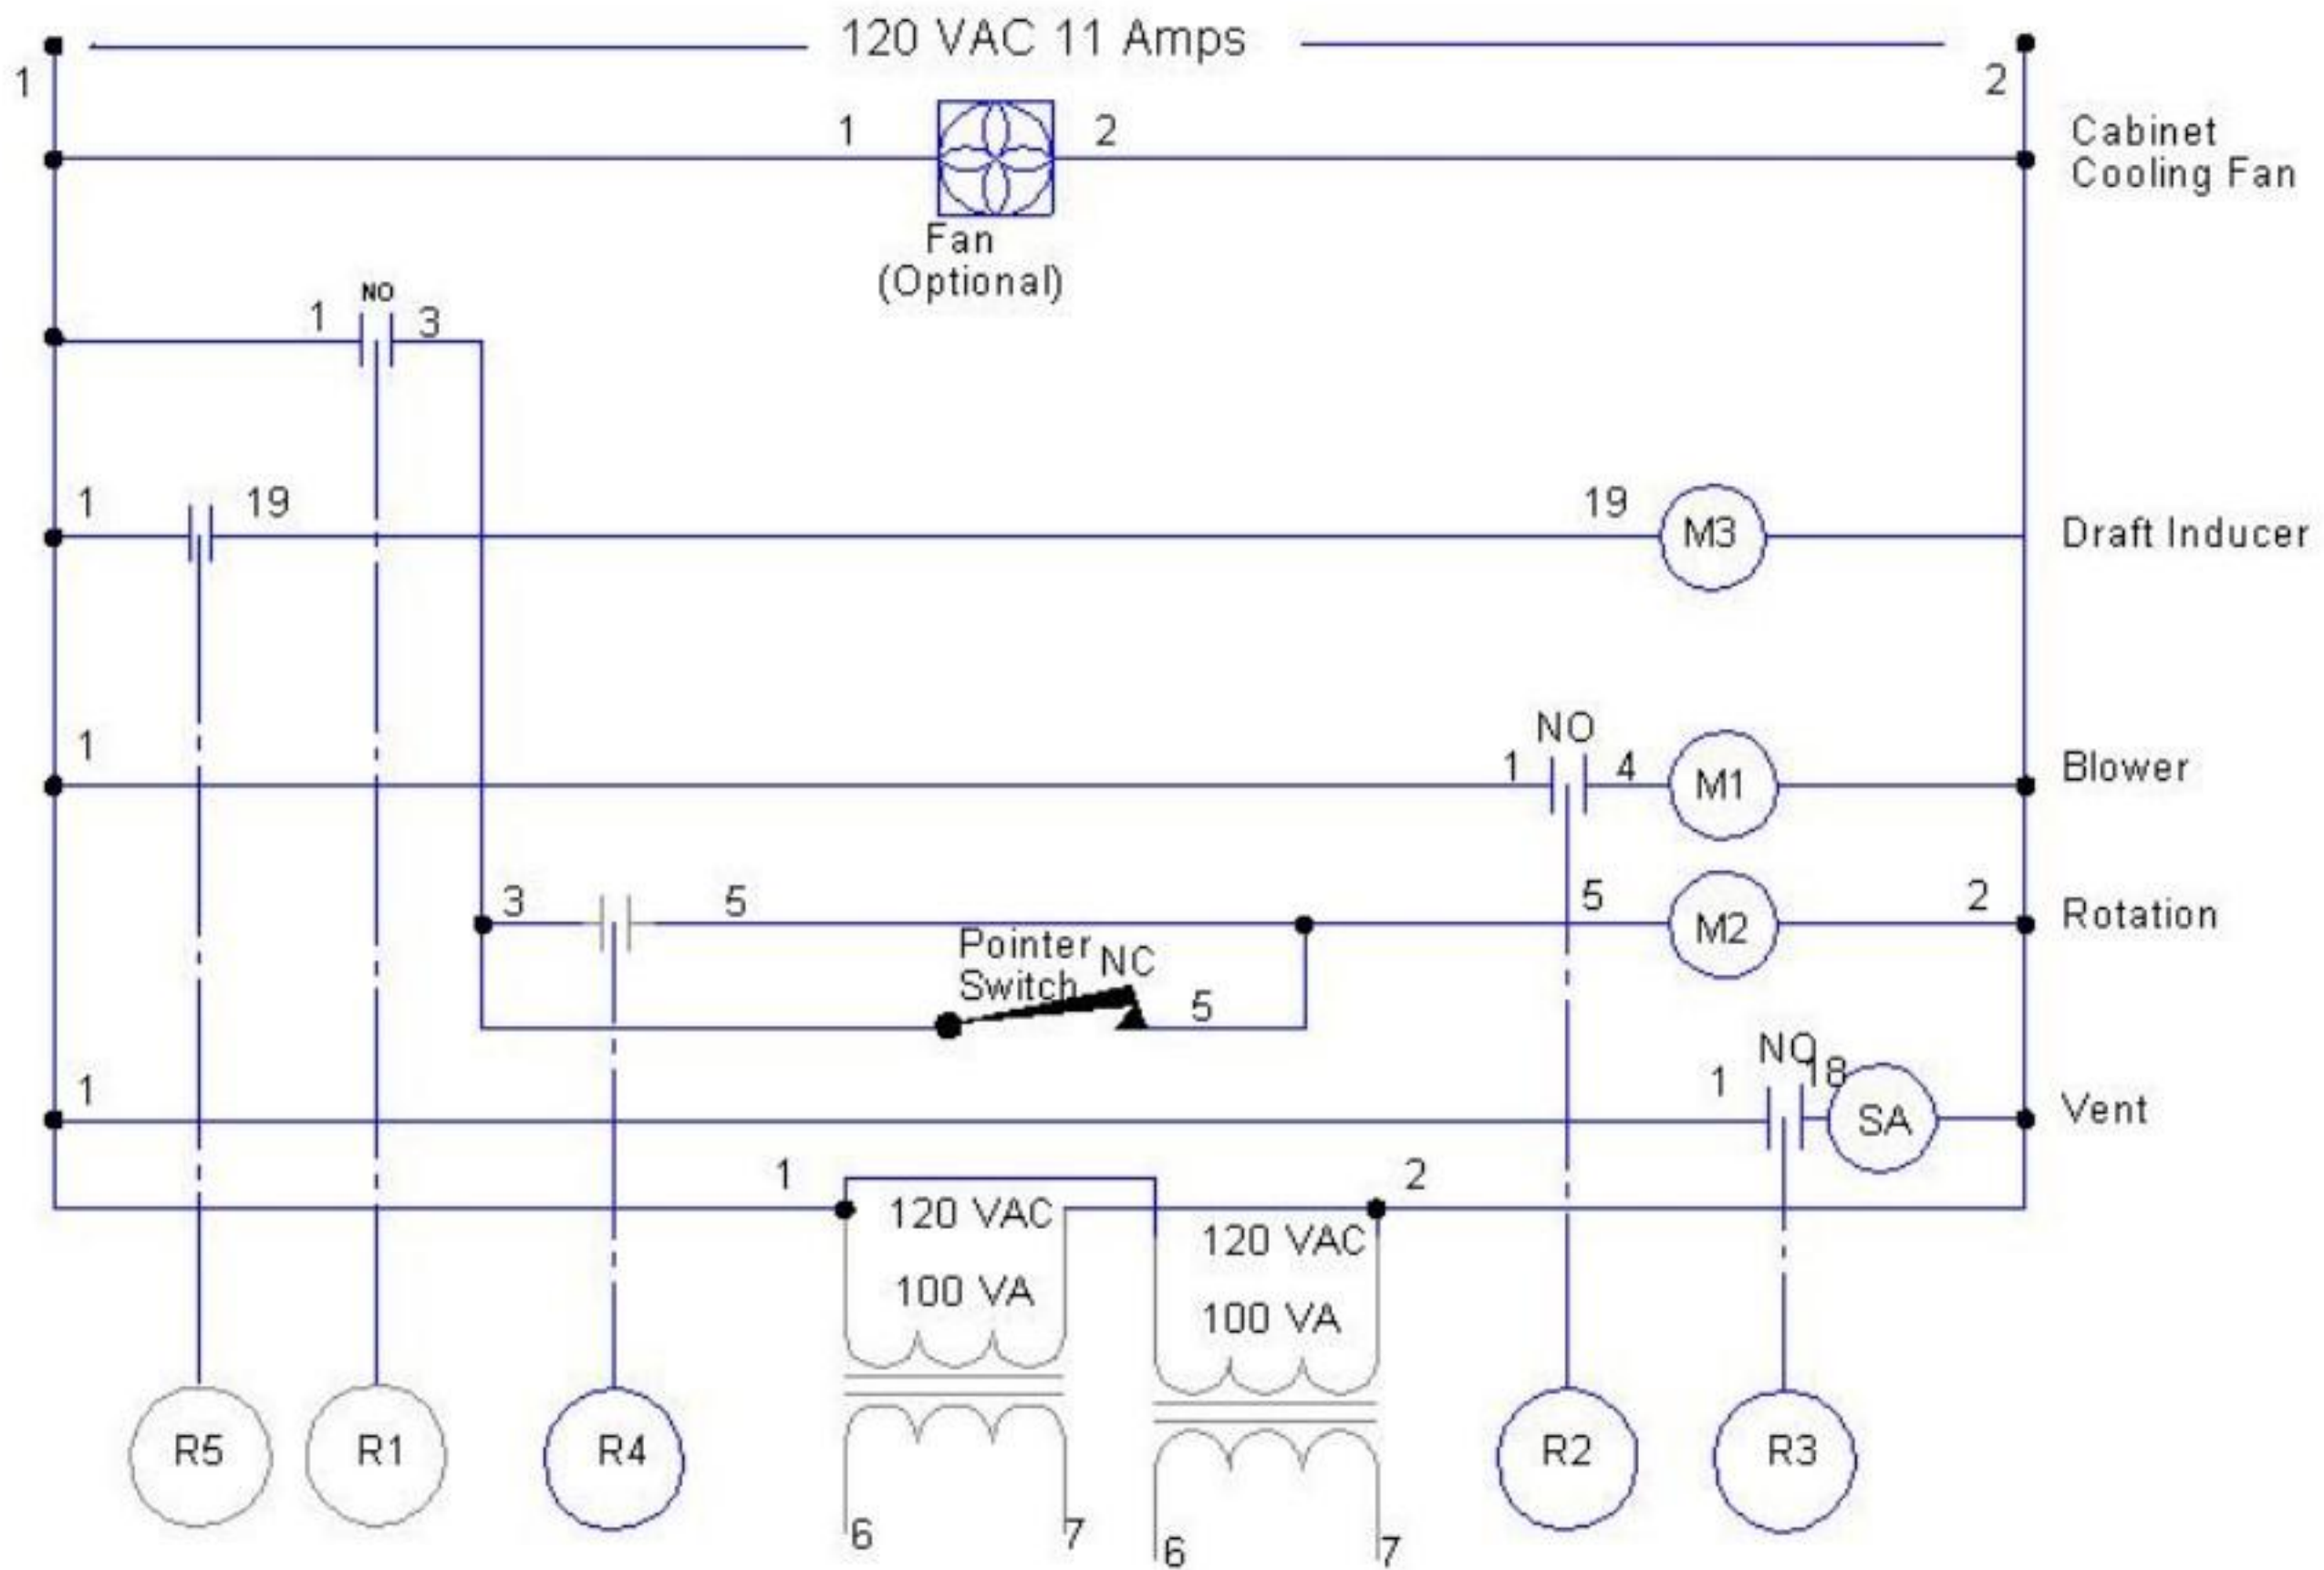 120 VAC 11 Amps
1
2
1
2
Cabinet
Cooling Fan
Fan
(Optional)
NO
1
3
1
19
19
M3
Draft Inducer
1
NO
1
4
M1
Blower
3
5
5
M2
2
Rotation
Pointer
Switch
NC
5
1
NO
1
18
SA
Vent
1
2
120 VAC
120 VAC
100 VA
100 VA
R5
R1
R4
R2
R3
6
7
6
7